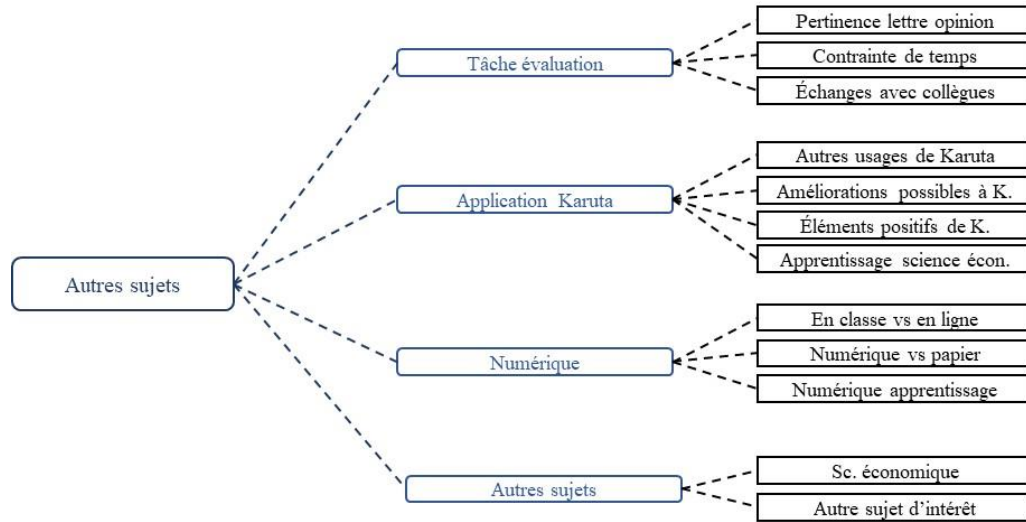 Autres sujets
Tâche évaluation
Pertinence lettre opinion
Contrainte de temps
Échanges avec collègues
Application Karuta
Autres usages de Karuta
Améliorations possibles à K.
Éléments positifs de K.
Apprentissage science écon.
Numérique
En classe vs en ligne
Numérique vs papier
Numérique apprentissage
Autres sujets
Sc. économique
Autre sujet d'intérêt